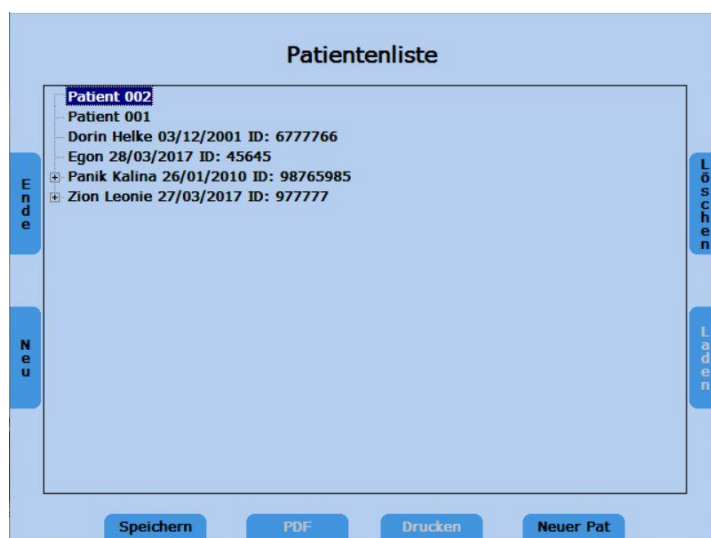 Patientenliste
Patient 002
Patient 001
Dorin Helke 03/12/2001 ID: 6777766
Egon 28/03/2017 ID: 45645
Panik Kalina 26/01/2010 ID: 98765985
Zion Leonie 27/03/2017 ID: 977777
Ende
Löschen
Neu
Laden
Speichern
PDF
Drucken
Neuer Pat